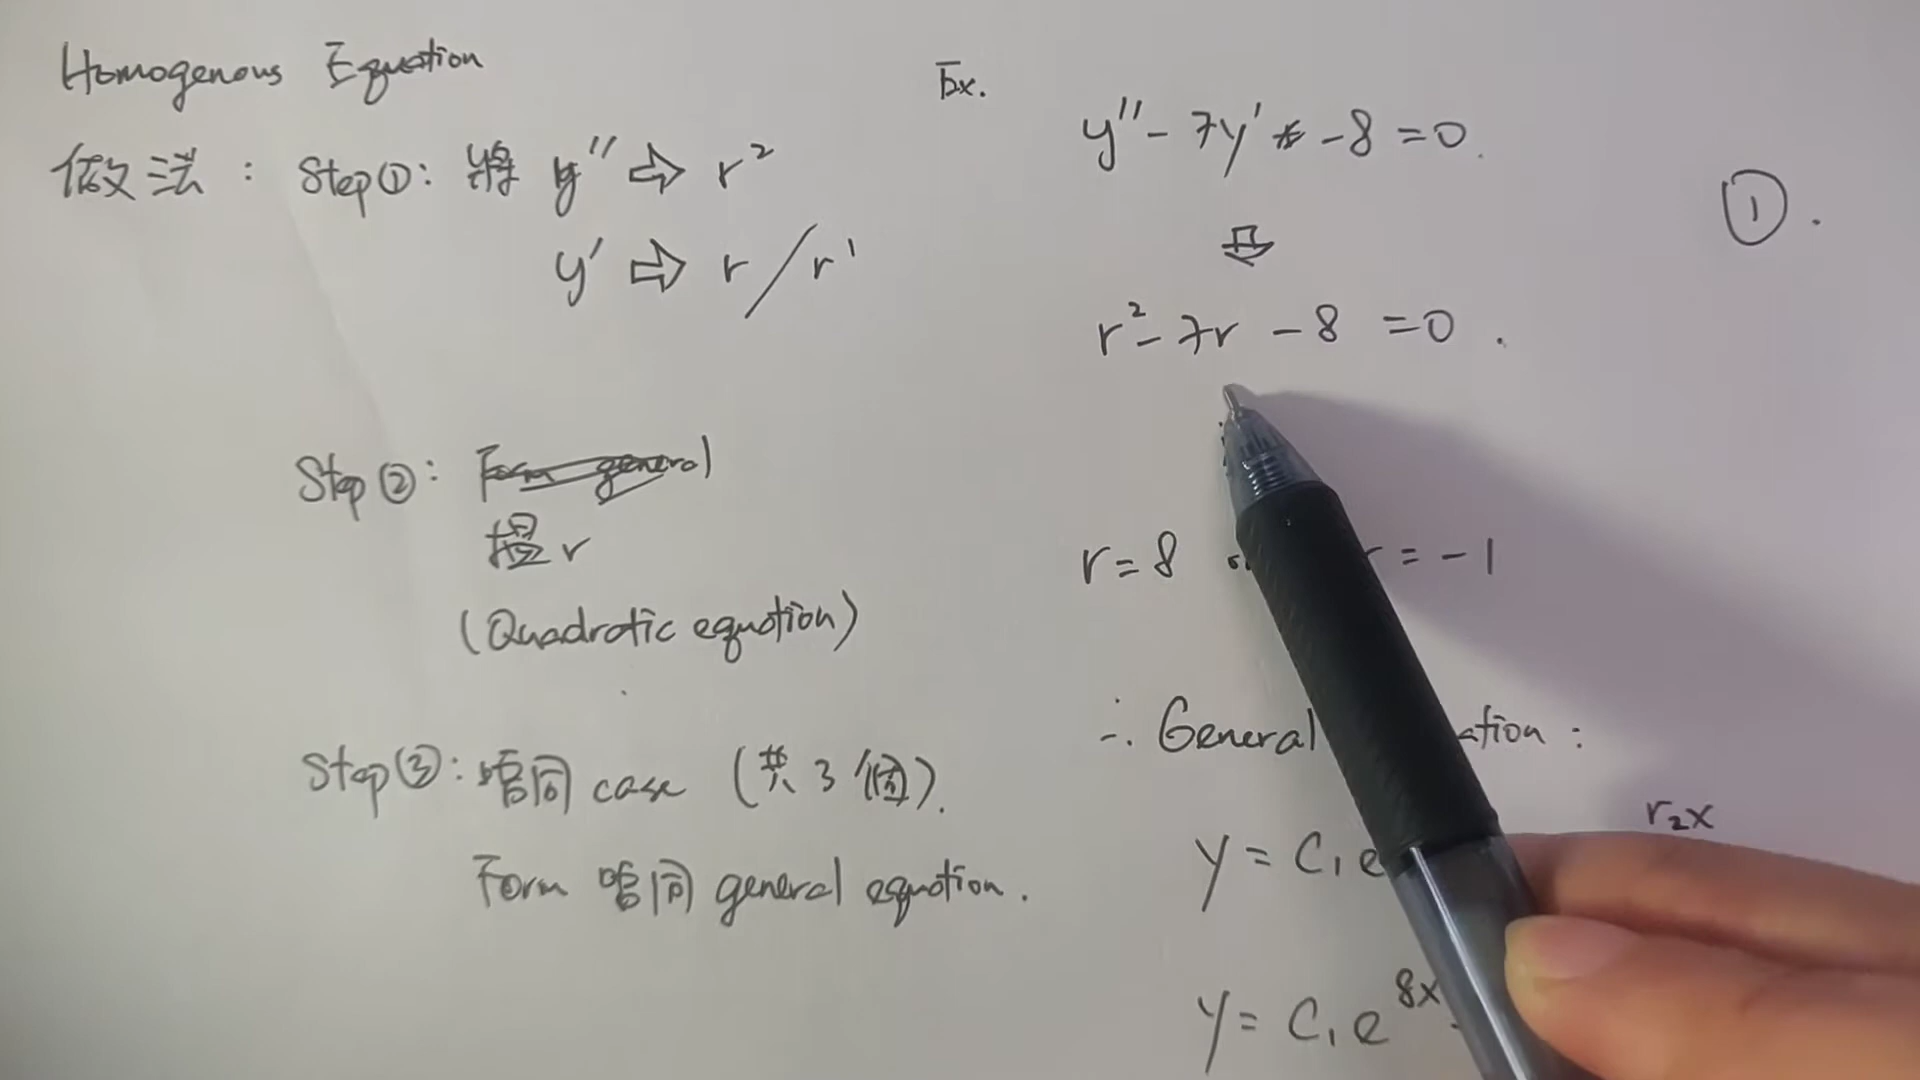 Homogenous Equation
做法 : Step①: 將 y'' ⇨ r²
y' ⇨ r / r¹
Step②:
搵 r
(Quadratic equation)
Step③: 唔同 case (共 3 個).
Form 唔同 general equation.
Ex.
y'' - 7y' - 8 = 0.
①.
⇩
r² - 7r - 8 = 0.
r = 8 r = -1
∴ General ation :
y = C₁e r₂x
y = C₁e^8x